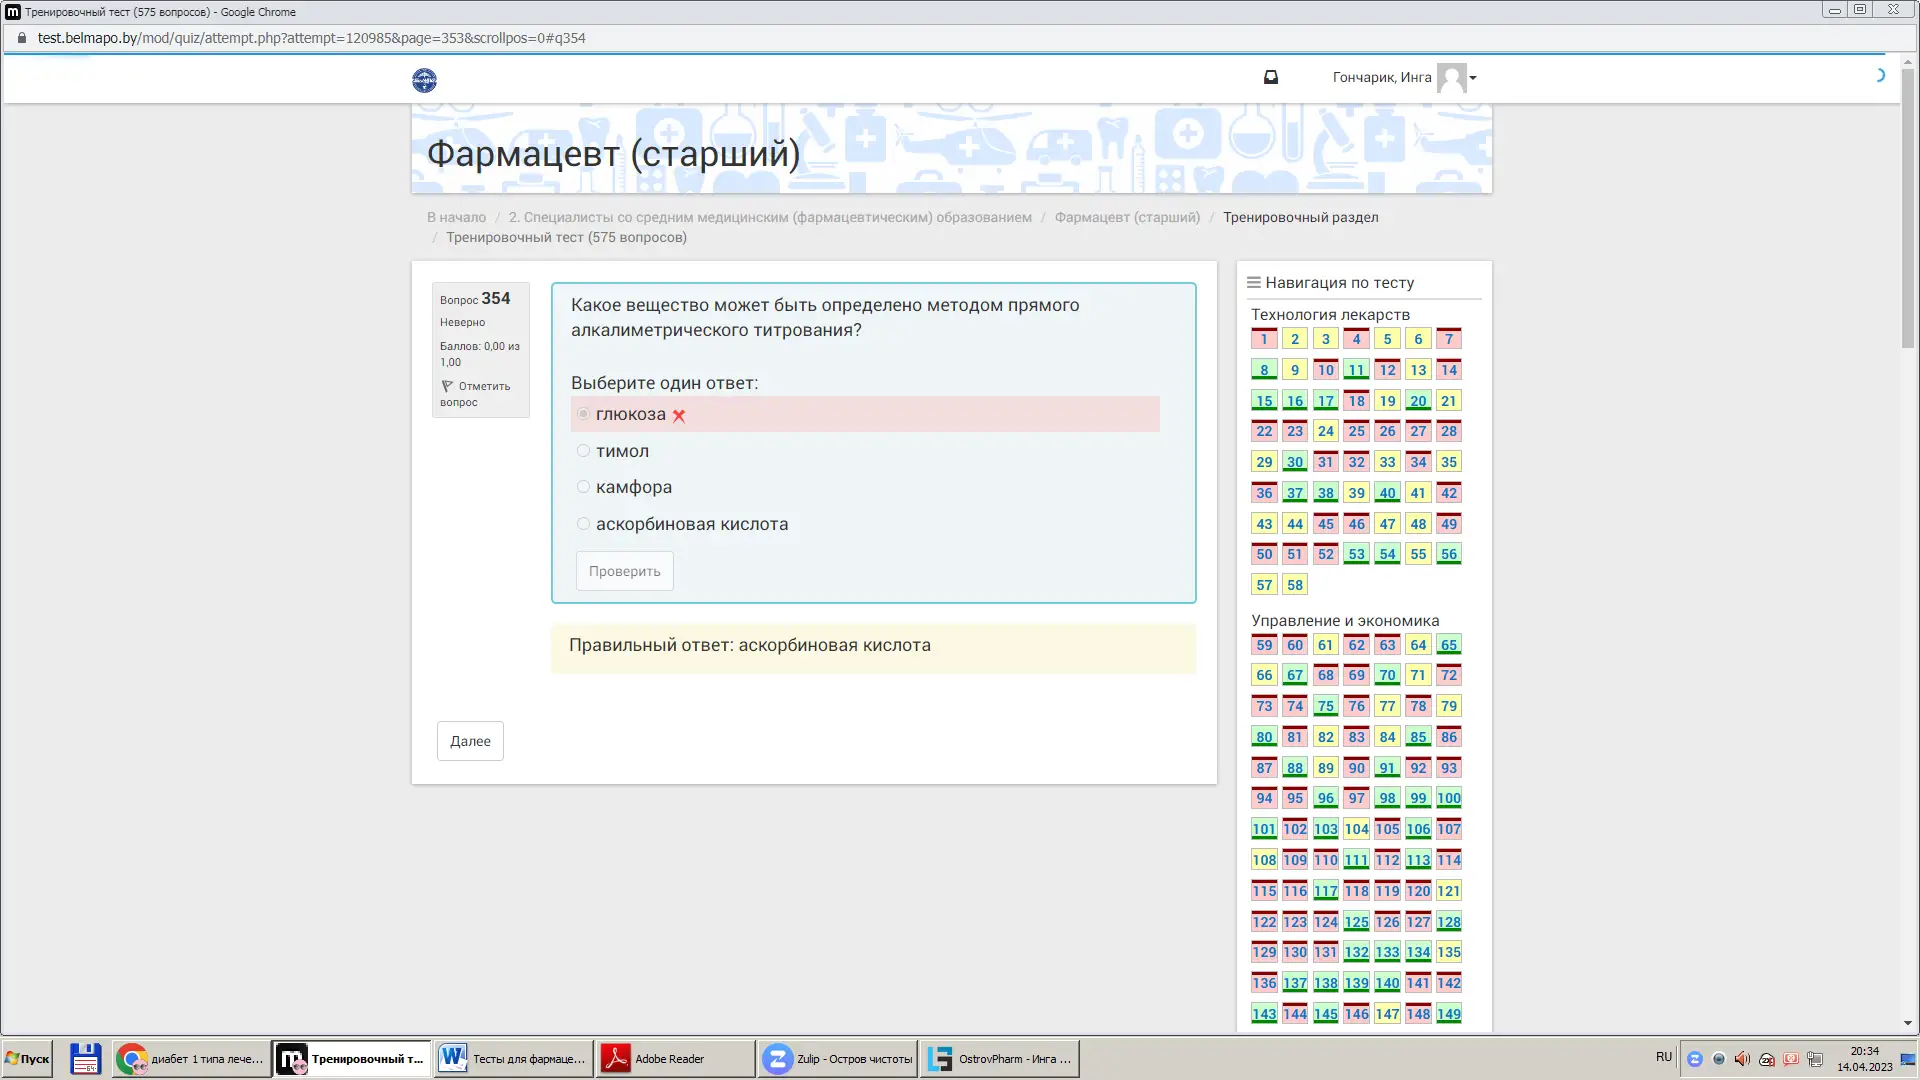 Тренировочный тест (575 вопросов) - Google Chrome
test.belmapo.by/mod/quiz/attempt.php?attempt=120985&page=353&scrollpos=0#q354
Гончарик, Инга
Фармацевт (старший)
В начало / 2. Специалисты со средним медицинским (фармацевтическим) образованием / Фармацевт (старший) / Тренировочный раздел
/ Тренировочный тест (575 вопросов)
Вопрос 354
Неверно
Баллов: 0,00 из
1,00
Отметить
вопрос
Какое вещество может быть определено методом прямого
алкалиметрического титрования?
Выберите один ответ:
глюкоза
тимол
камфора
аскорбиновая кислота
Проверить
Правильный ответ: аскорбиновая кислота
Далее
Навигация по тесту
Технология лекарств
1 2 3 4 5 6 7
8 9 10 11 12 13 14
15 16 17 18 19 20 21
22 23 24 25 26 27 28
29 30 31 32 33 34 35
36 37 38 39 40 41 42
43 44 45 46 47 48 49
50 51 52 53 54 55 56
57 58
Управление и экономика
59 60 61 62 63 64 65
66 67 68 69 70 71 72
73 74 75 76 77 78 79
80 81 82 83 84 85 86
87 88 89 90 91 92 93
94 95 96 97 98 99 100
101 102 103 104 105 106 107
108 109 110 111 112 113 114
115 116 117 118 119 120 121
122 123 124 125 126 127 128
129 130 131 132 133 134 135
136 137 138 139 140 141 142
143 144 145 146 147 148 149
Пуск
диабет 1 типа лече...
Тренировочный т...
Тесты для фармаце...
Adobe Reader
Zulip - Остров чистоты
OstrovPharm - Инга ...
RU
20:34
14.04.2023